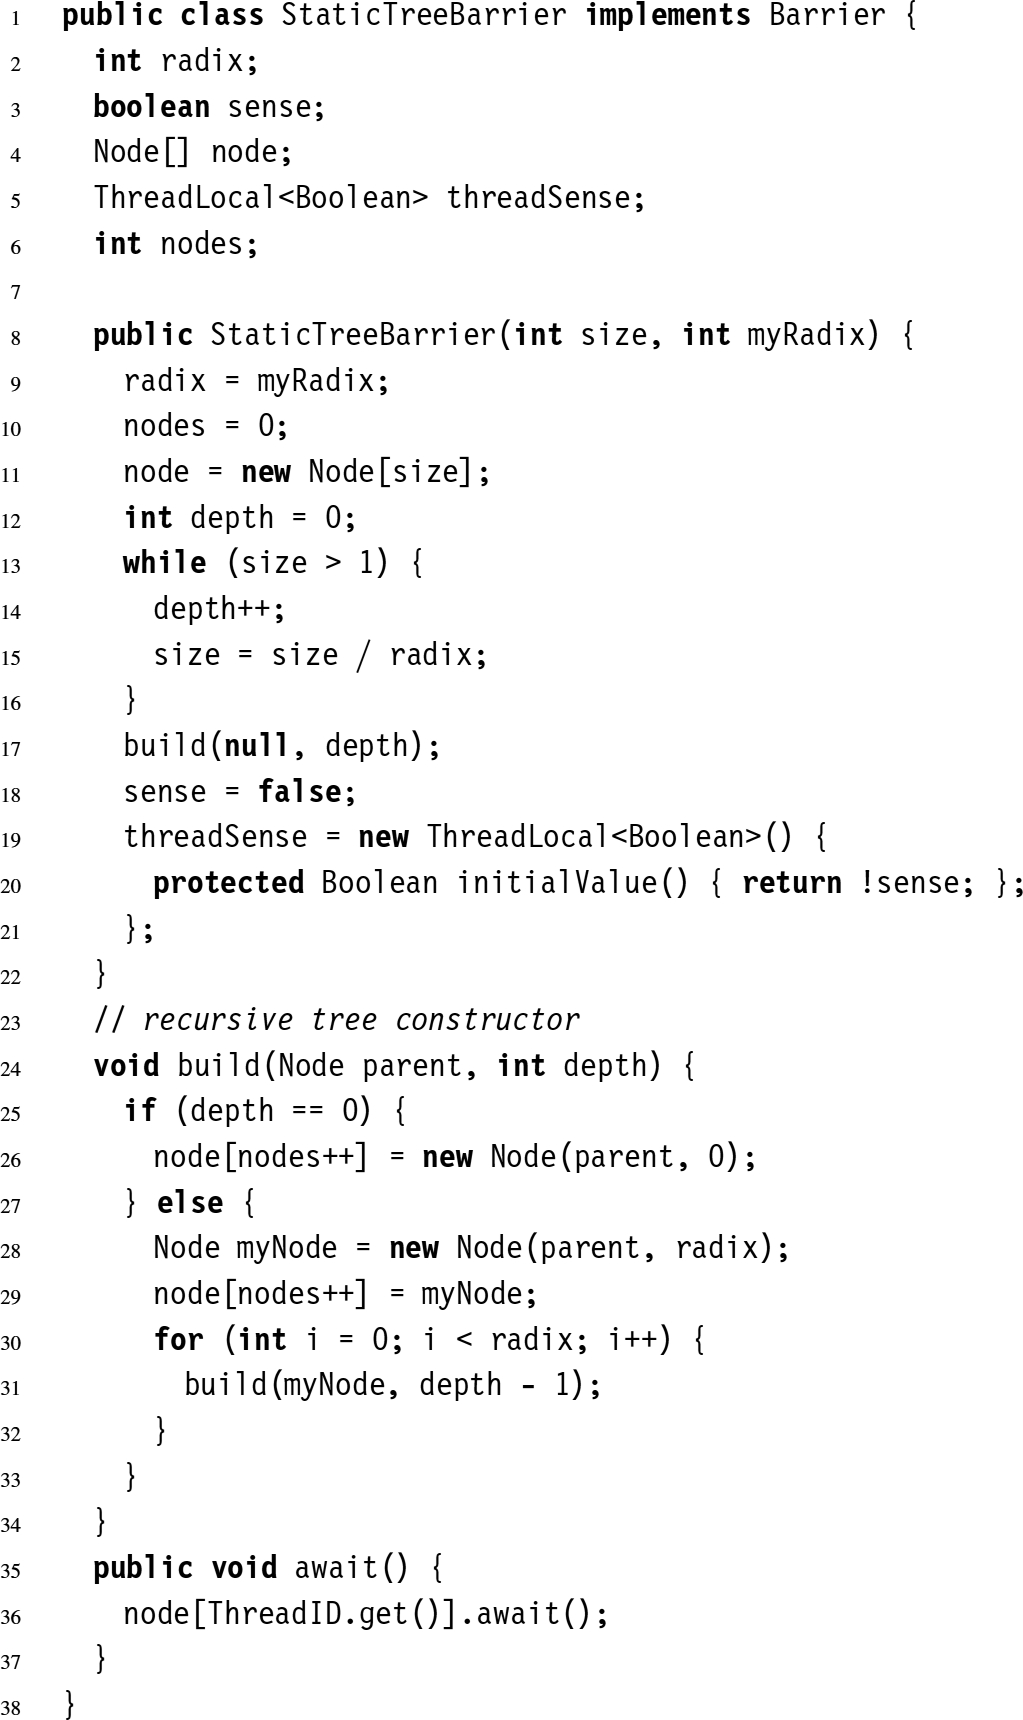 1 public class StaticTreeBarrier implements Barrier {
2 int radix;
3 boolean sense;
4 Node[] node;
5 ThreadLocal<Boolean> threadSense;
6 int nodes;
7
8 public StaticTreeBarrier(int size, int myRadix) {
9 radix = myRadix;
10 nodes = 0;
11 node = new Node[size];
12 int depth = 0;
13 while (size > 1) {
14 depth++;
15 size = size / radix;
16 }
17 build(null, depth);
18 sense = false;
19 threadSense = new ThreadLocal<Boolean>() {
20 protected Boolean initialValue() { return !sense; };
21 };
22 }
23 // recursive tree constructor
24 void build(Node parent, int depth) {
25 if (depth == 0) {
26 node[nodes++] = new Node(parent, 0);
27 } else {
28 Node myNode = new Node(parent, radix);
29 node[nodes++] = myNode;
30 for (int i = 0; i < radix; i++) {
31 build(myNode, depth - 1);
32 }
33 }
34 }
35 public void await() {
36 node[ThreadID.get()].await();
37 }
38 }